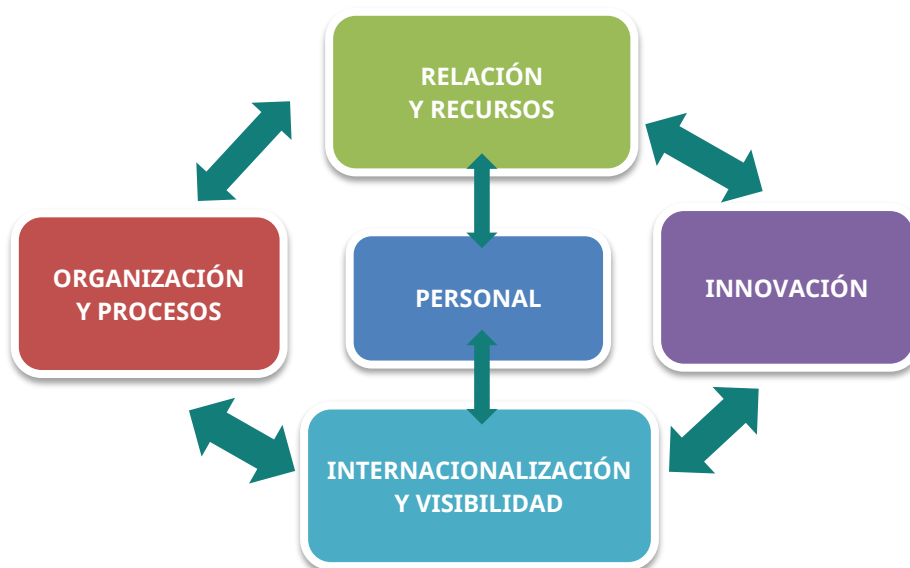 RELACIÓN
Y RECURSOS
ORGANIZACIÓN
Y PROCESOS
PERSONAL
INNOVACIÓN
INTERNACIONALIZACIÓN
Y VISIBILIDAD